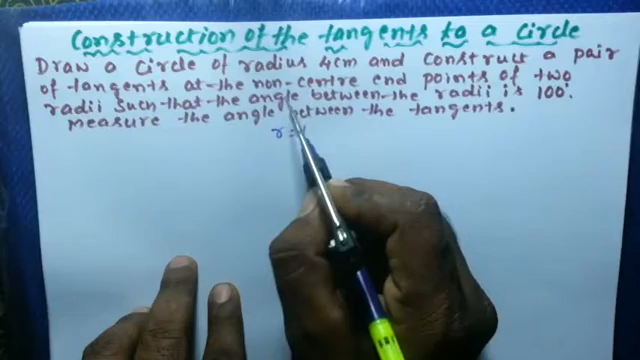 Construction of the tangents to a circle
Draw a circle of radius 4cm and construct a pair
of tangents at the non-centre end points of two
radii such that the angle between the radii is 100°.
measure the angle between the tangents.
r=